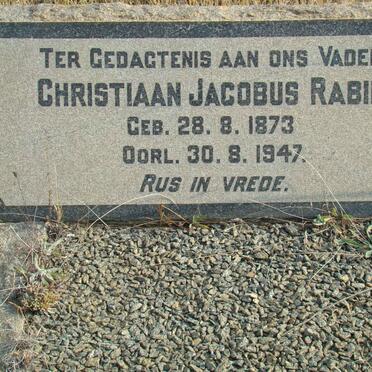 TER GEDAGTENIS AAN ONS
CHRISTIAAN JACOBUS
GEB. 28. 8. 1873
OORL. 30. 8. 1947.
RUS IN VREDE.